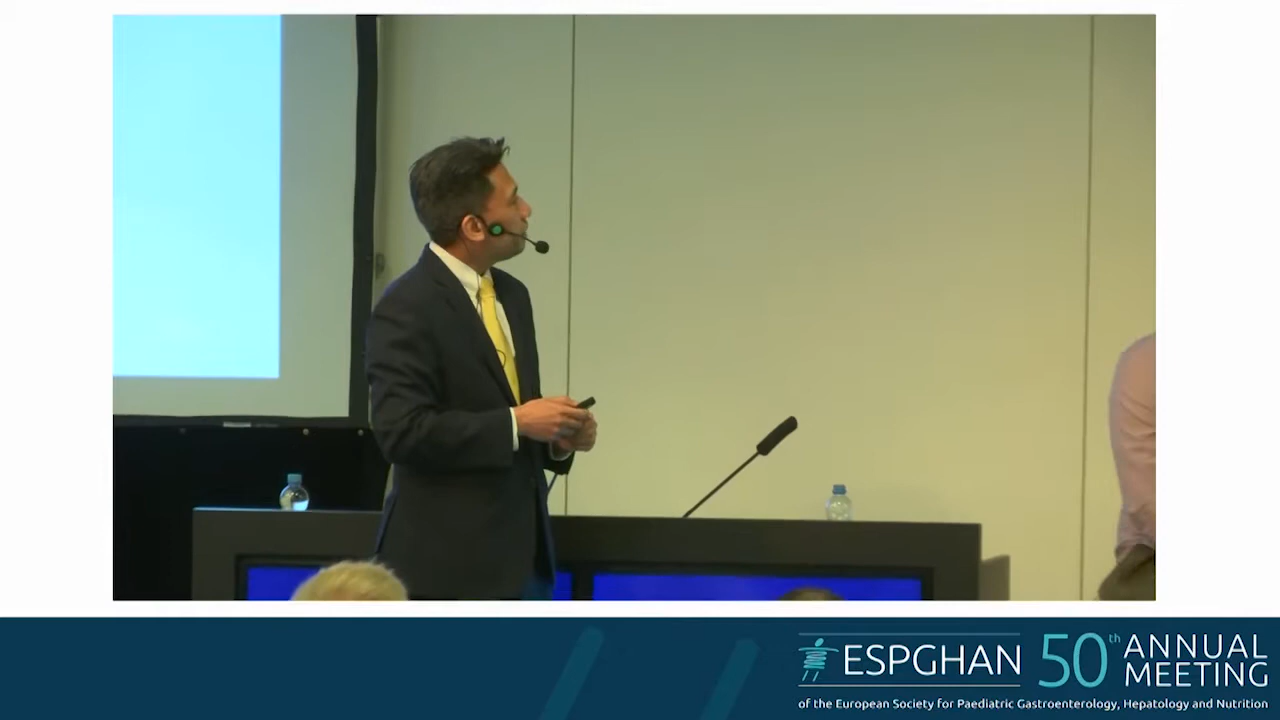 ESPGHAN 50th ANNUAL MEETING
of the European Society for Paediatric Gastroenterology, Hepatology and Nutrition